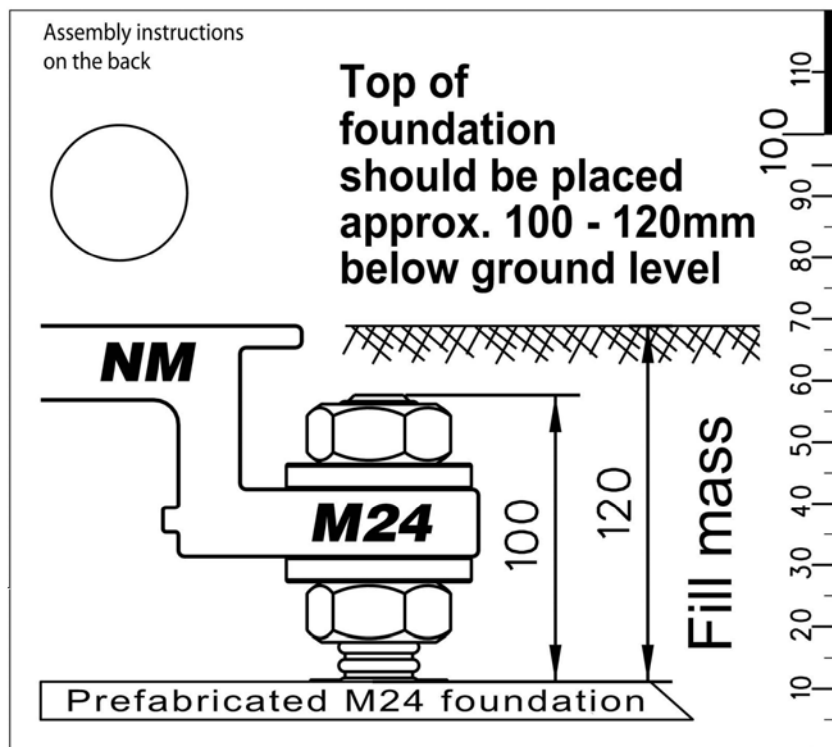 Assembly instructions
on the back
Top of
foundation
should be placed
approx. 100 - 120mm
below ground level
NM
M24
100
120
Fill mass
Prefabricated M24 foundation
110
100
90
80
70
60
50
40
30
20
10